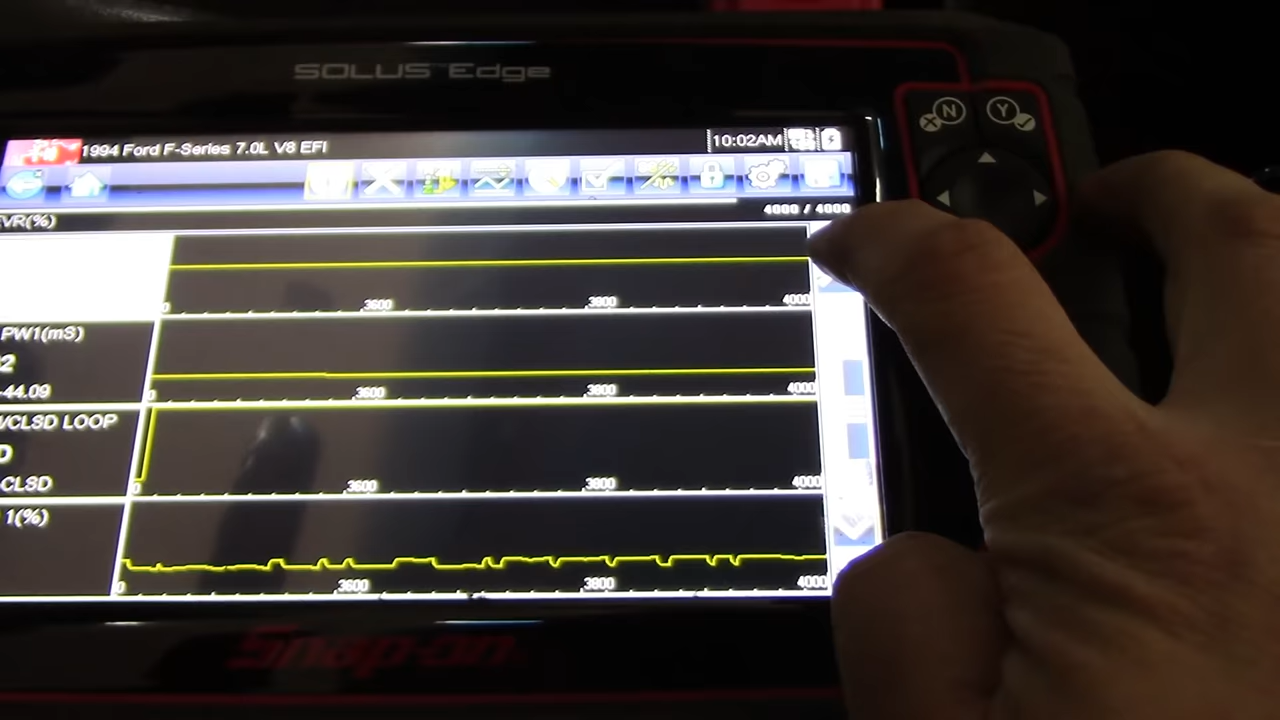 SOLUS Edge
N
Y
1994 Ford F-Series 7.0L V8 EFI
10:02AM
4000 / 4000
EVR(%)
0
3600
3800
4000
PW1(mS)
2
-44.09
0
3600
3800
4000
/CLSD LOOP
D
-CLSD
0
3600
3800
4000
1(%)
0
3600
3800
4000
Snap-on